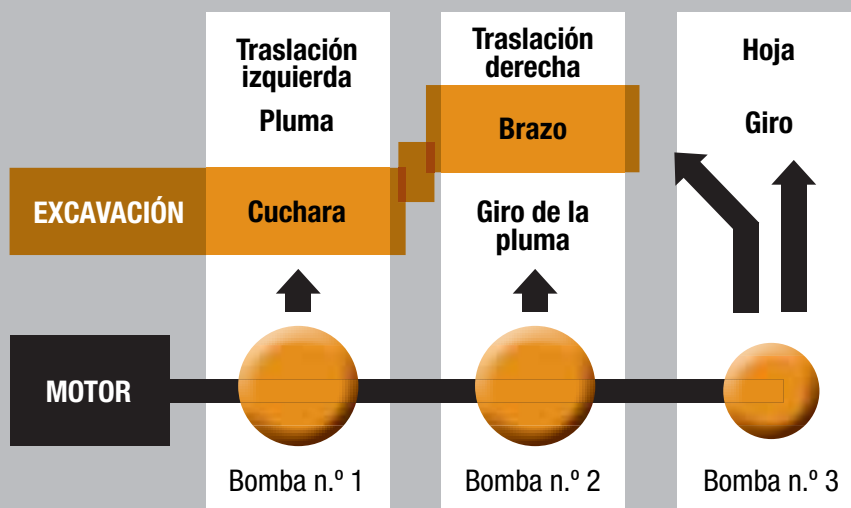 Traslación
izquierda
Pluma
Traslación
derecha
Brazo
Hoja
Giro
EXCAVACIÓN
Cuchara
Giro de la
pluma
MOTOR
Bomba n.º 1
Bomba n.º 2
Bomba n.º 3